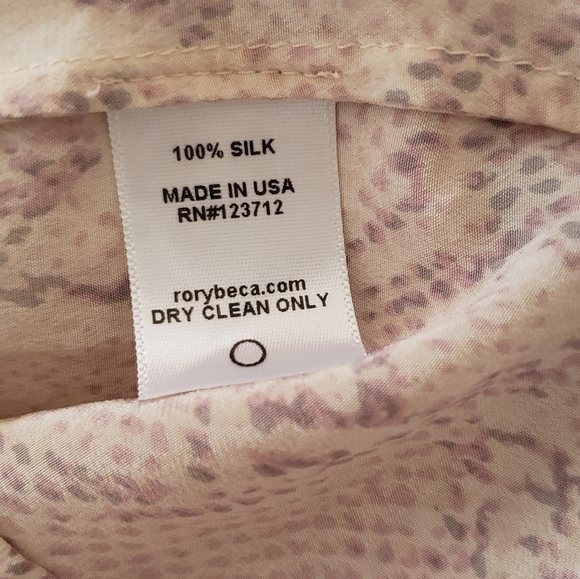 100% SILK
MADE IN USA
RN#123712
rorybeca.com
DRY CLEAN ONLY